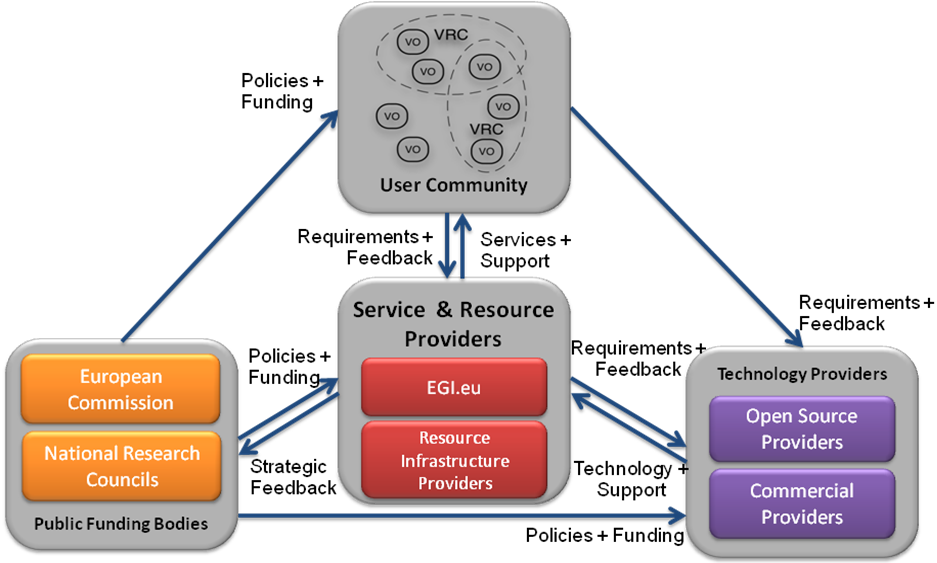 VO
VRC
VO
VO
VO
VO
VRC
VO
VO
User Community
Policies +
Funding
Requirements +
Feedback
Services +
Support
Requirements +
Feedback
Service & Resource
Providers
EGI.eu
Resource
Infrastructure
Providers
Policies +
Funding
Strategic
Feedback
Requirements +
Feedback
Technology +
Support
European
Commission
National Research
Councils
Public Funding Bodies
Technology Providers
Open Source
Providers
Commercial
Providers
Policies + Funding